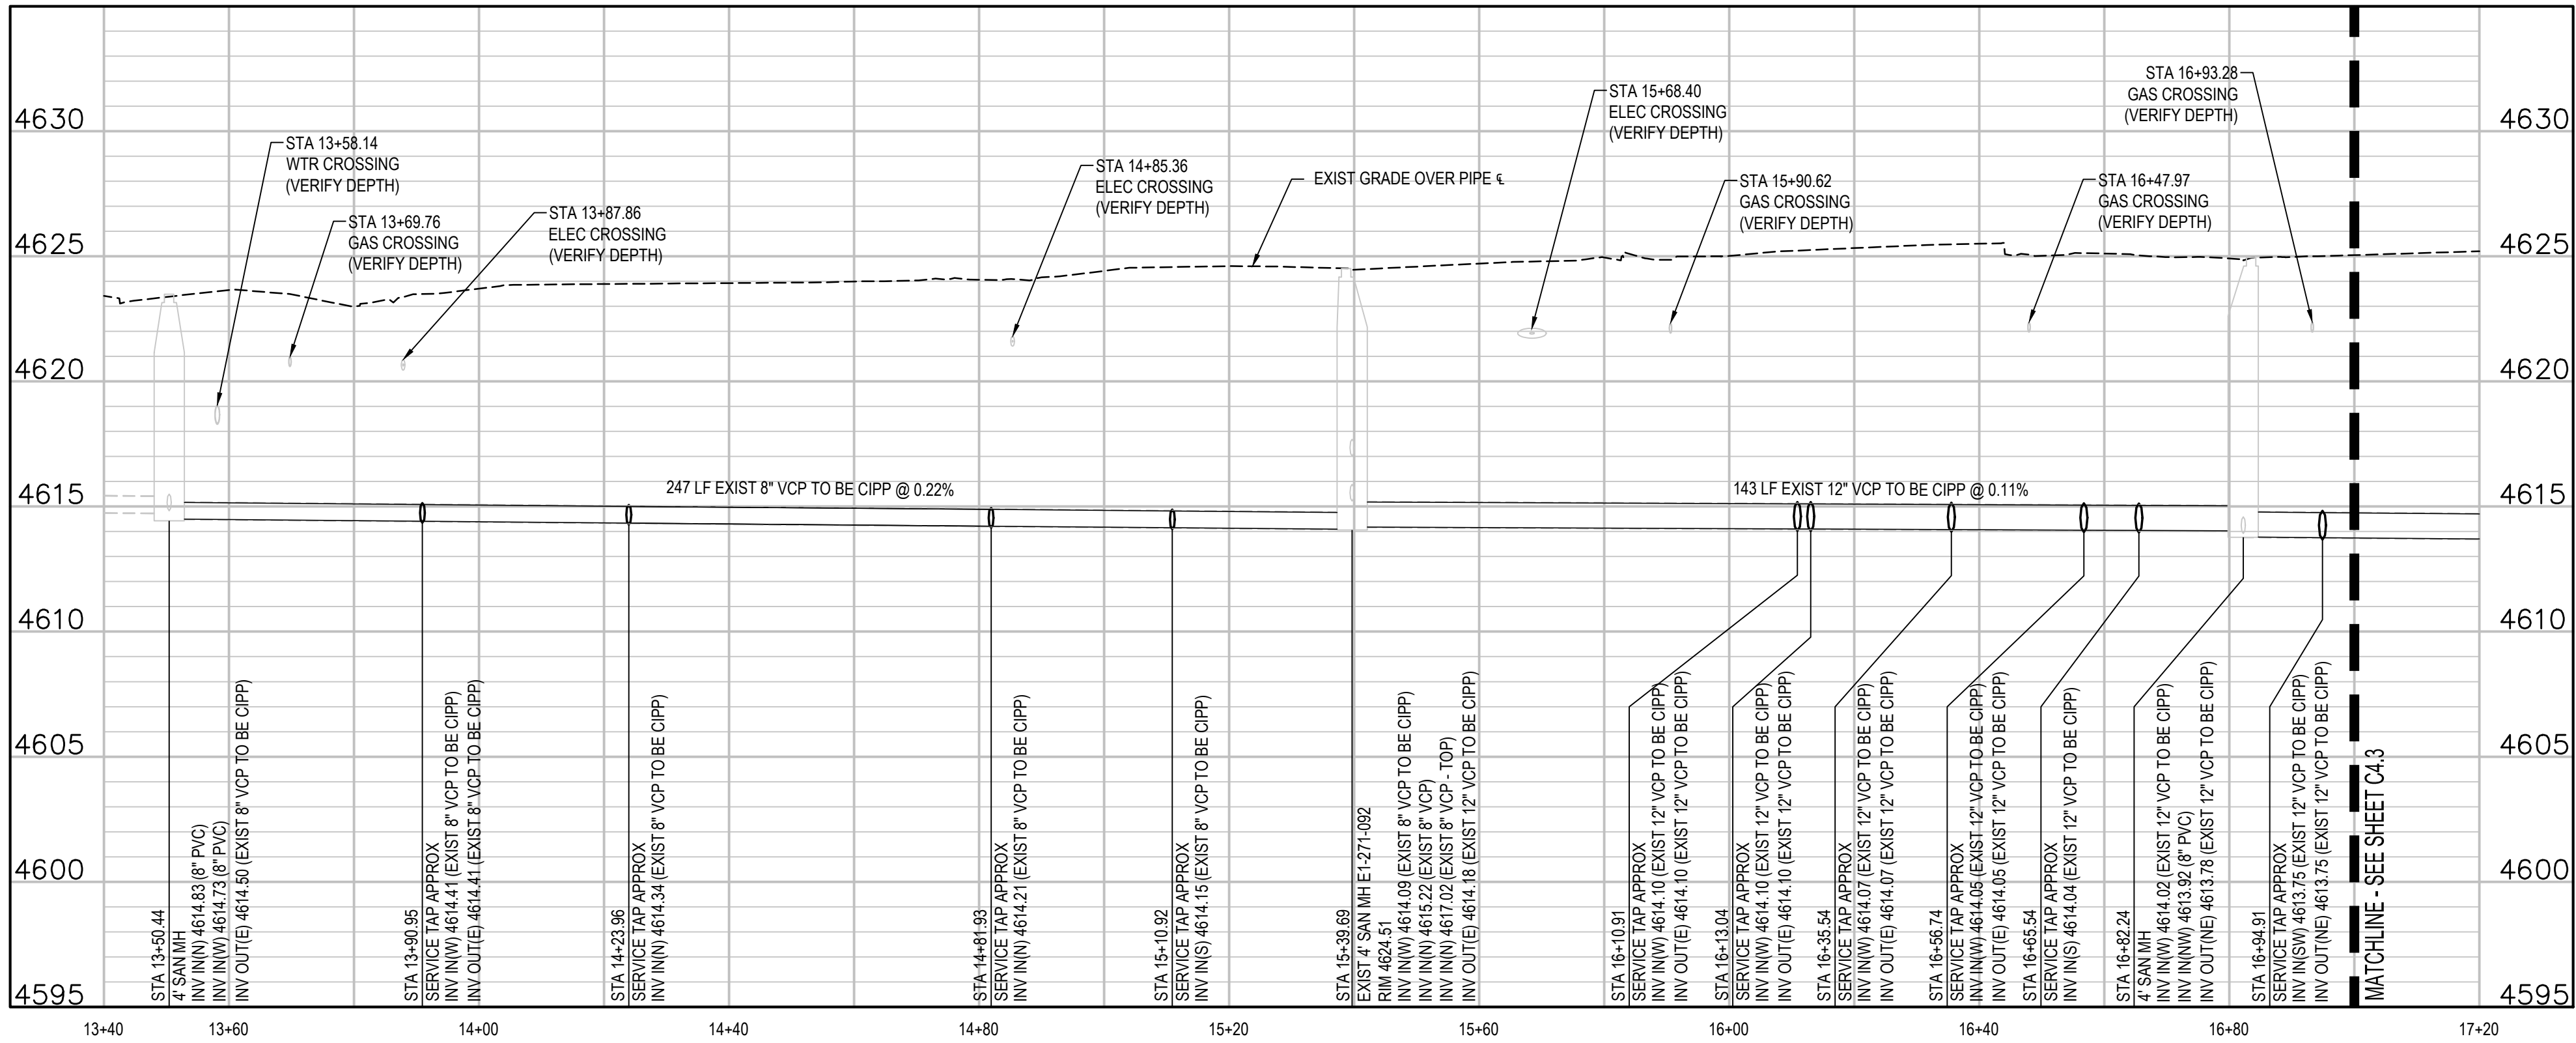 4630
4625
4620
4615
4610
4605
4600
4595
STA 13+58.14
WTR CROSSING
(VERIFY DEPTH)
STA 13+69.76
GAS CROSSING
(VERIFY DEPTH)
STA 13+87.86
ELEC CROSSING
(VERIFY DEPTH)
STA 14+85.36
ELEC CROSSING
(VERIFY DEPTH)
EXIST GRADE OVER PIPE ℄
STA 15+68.40
ELEC CROSSING
(VERIFY DEPTH)
STA 15+90.62
GAS CROSSING
(VERIFY DEPTH)
STA 16+47.97
GAS CROSSING
(VERIFY DEPTH)
STA 16+93.28
GAS CROSSING
(VERIFY DEPTH)
4630
4625
4620
4615
4610
4605
4600
4595
247 LF EXIST 8" VCP TO BE CIPP @ 0.22%
143 LF EXIST 12" VCP TO BE CIPP @ 0.11%
STA 13+50.44
4' SAN MH
INV IN(N) 4614.83 (8" PVC)
INV IN(W) 4614.73 (8" PVC)
INV OUT(E) 4614.50 (EXIST 8" VCP TO BE CIPP)
STA 13+90.95
SERVICE TAP APPROX
INV IN(W) 4614.41 (EXIST 8" VCP TO BE CIPP)
INV OUT(E) 4614.41 (EXIST 8" VCP TO BE CIPP)
STA 14+23.96
SERVICE TAP APPROX
INV IN(N) 4614.34 (EXIST 8" VCP TO BE CIPP)
STA 14+81.93
SERVICE TAP APPROX
INV IN(N) 4614.21 (EXIST 8" VCP TO BE CIPP)
STA 15+10.92
SERVICE TAP APPROX
INV IN(S) 4614.15 (EXIST 8" VCP TO BE CIPP)
STA 15+39.69
EXIST 4' SAN MH E1-271-092
RIM 4624.51
INV IN(W) 4614.09 (EXIST 8" VCP TO BE CIPP)
INV IN(N) 4615.22 (EXIST 8" VCP)
INV IN(N) 4617.02 (EXIST 8" VCP - TOP)
INV OUT(E) 4614.18 (EXIST 12" VCP TO BE CIPP)
STA 16+10.91
SERVICE TAP APPROX
INV IN(W) 4614.10 (EXIST 12" VCP TO BE CIPP)
INV OUT(E) 4614.10 (EXIST 12" VCP TO BE CIPP)
STA 16+13.04
SERVICE TAP APPROX
INV IN(W) 4614.10 (EXIST 12" VCP TO BE CIPP)
INV OUT(E) 4614.10 (EXIST 12" VCP TO BE CIPP)
STA 16+35.54
SERVICE TAP APPROX
INV IN(W) 4614.07 (EXIST 12" VCP TO BE CIPP)
INV OUT(E) 4614.07 (EXIST 12" VCP TO BE CIPP)
STA 16+56.74
SERVICE TAP APPROX
INV IN(W) 4614.05 (EXIST 12" VCP TO BE CIPP)
INV OUT(E) 4614.05 (EXIST 12" VCP TO BE CIPP)
STA 16+65.54
SERVICE TAP APPROX
INV IN(S) 4614.04 (EXIST 12" VCP TO BE CIPP)
STA 16+82.24
4' SAN MH
INV IN(W) 4614.02 (EXIST 12" VCP TO BE CIPP)
INV IN(NW) 4613.92 (8" PVC)
INV OUT(NE) 4613.78 (EXIST 12" VCP TO BE CIPP)
STA 16+94.91
SERVICE TAP APPROX
INV IN(SW) 4613.75 (EXIST 12" VCP TO BE CIPP)
INV OUT(NE) 4613.75 (EXIST 12" VCP TO BE CIPP)
MATCHLINE - SEE SHEET C4.3
13+40
13+60
14+00
14+40
14+80
15+20
15+60
16+00
16+40
16+80
17+20